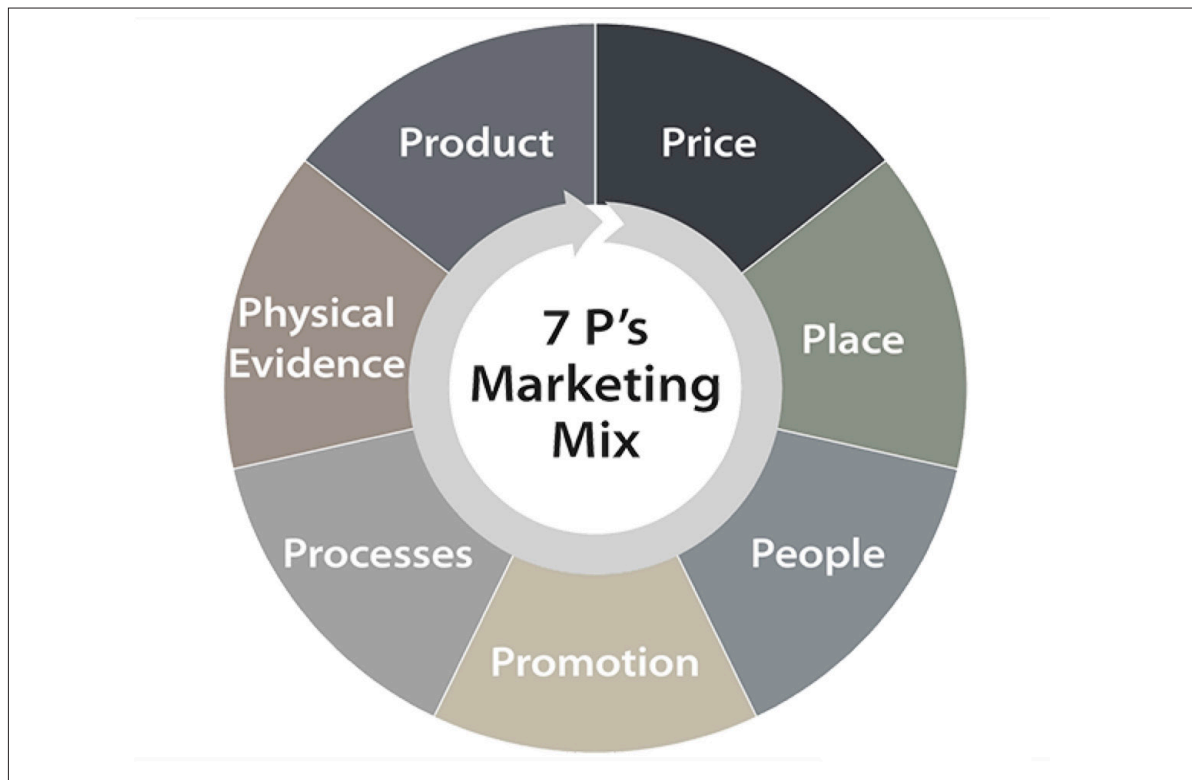 Product
Price
Place
People
Promotion
Processes
Physical
Evidence
7 P's
Marketing
Mix